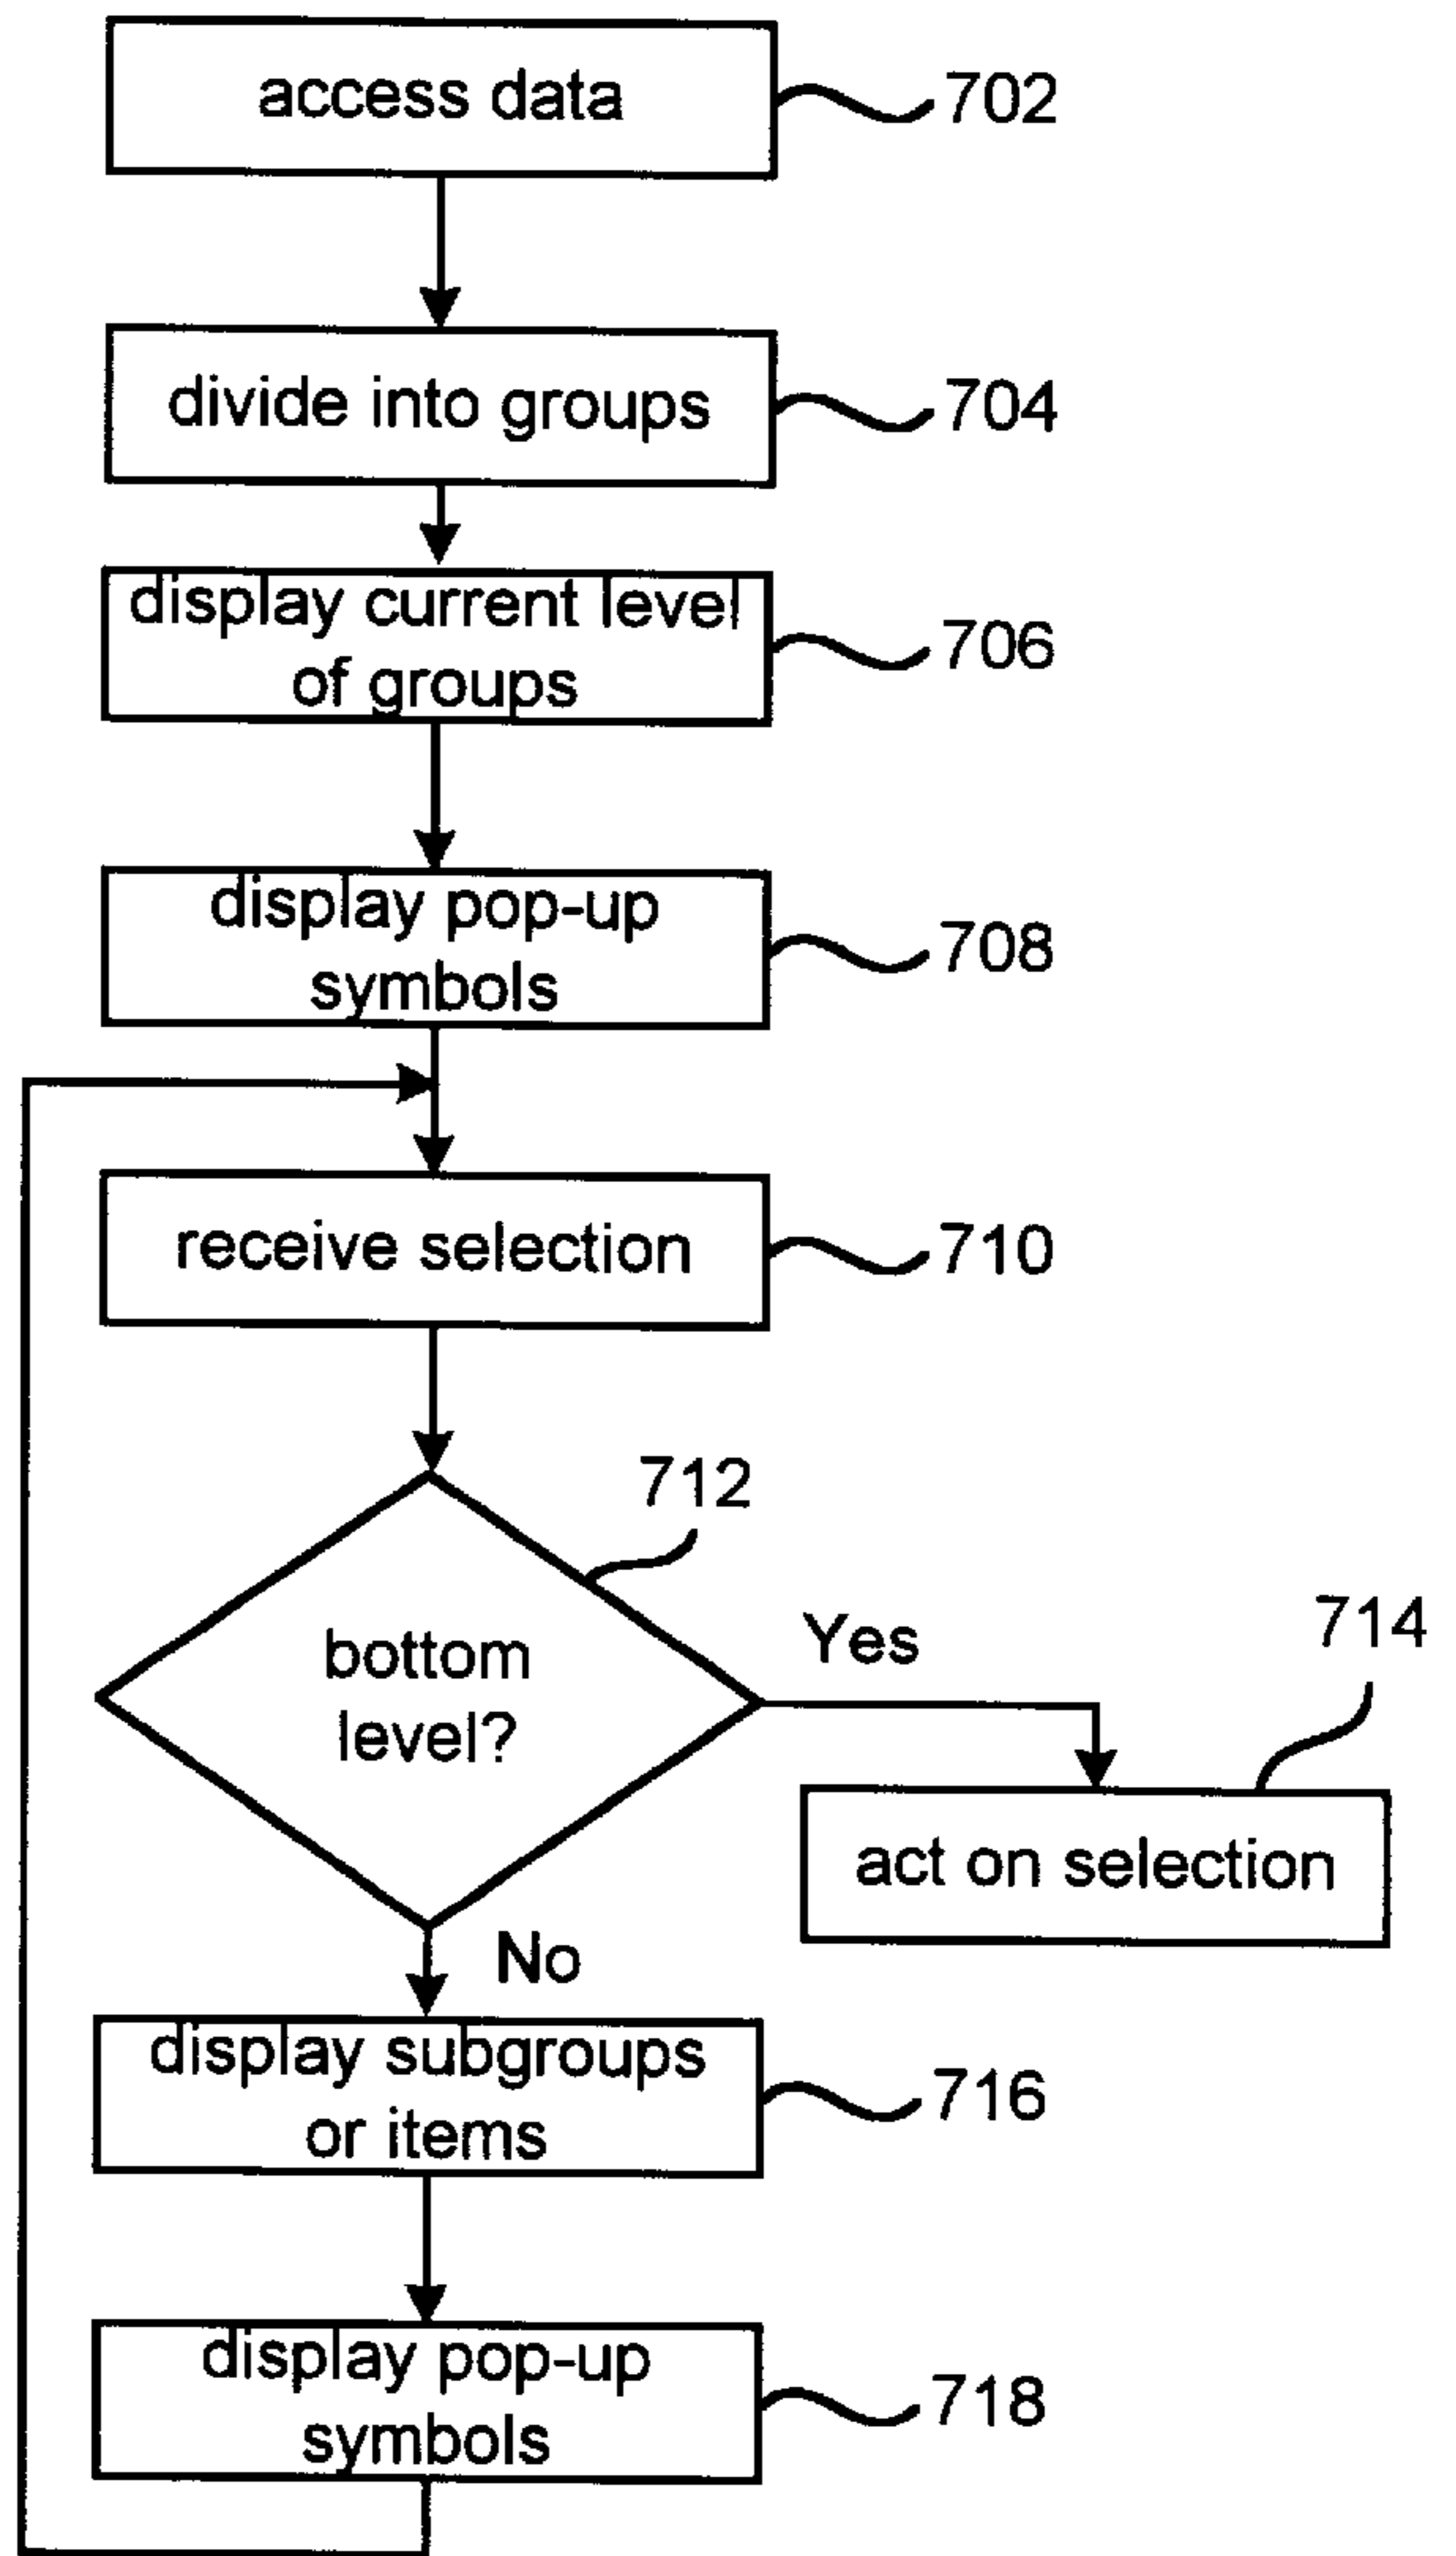 access data
702
divide into groups
704
display current level
of groups
706
display pop-up
symbols
708
receive selection
710
712
bottom
level?
Yes
714
act on selection
No
display subgroups
or items
716
display pop-up
symbols
718